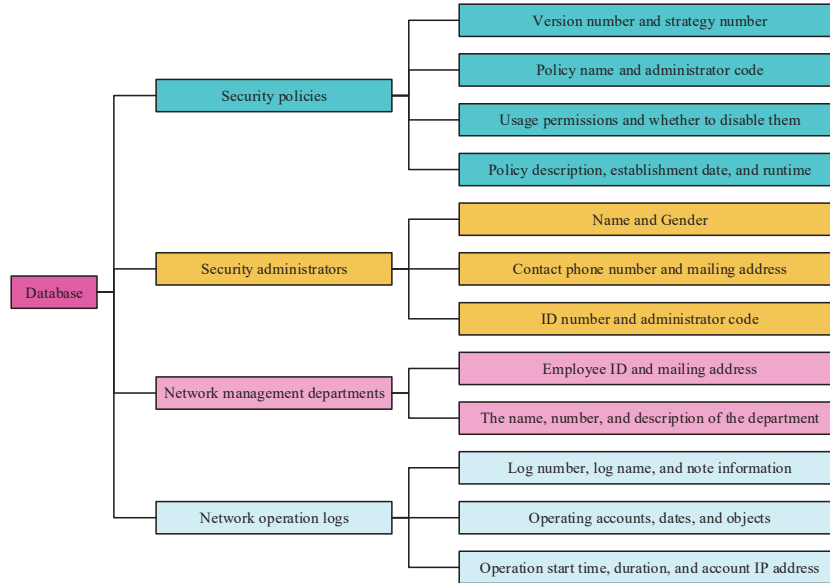 Database
Security policies
Version number and strategy number
Policy name and administrator code
Usage permissions and whether to disable them
Policy description, establishment date, and runtime
Security administrators
Name and Gender
Contact phone number and mailing address
ID number and administrator code
Network management departments
Employee ID and mailing address
The name, number, and description of the department
Network operation logs
Log number, log name, and note information
Operating accounts, dates, and objects
Operation start time, duration, and account IP address